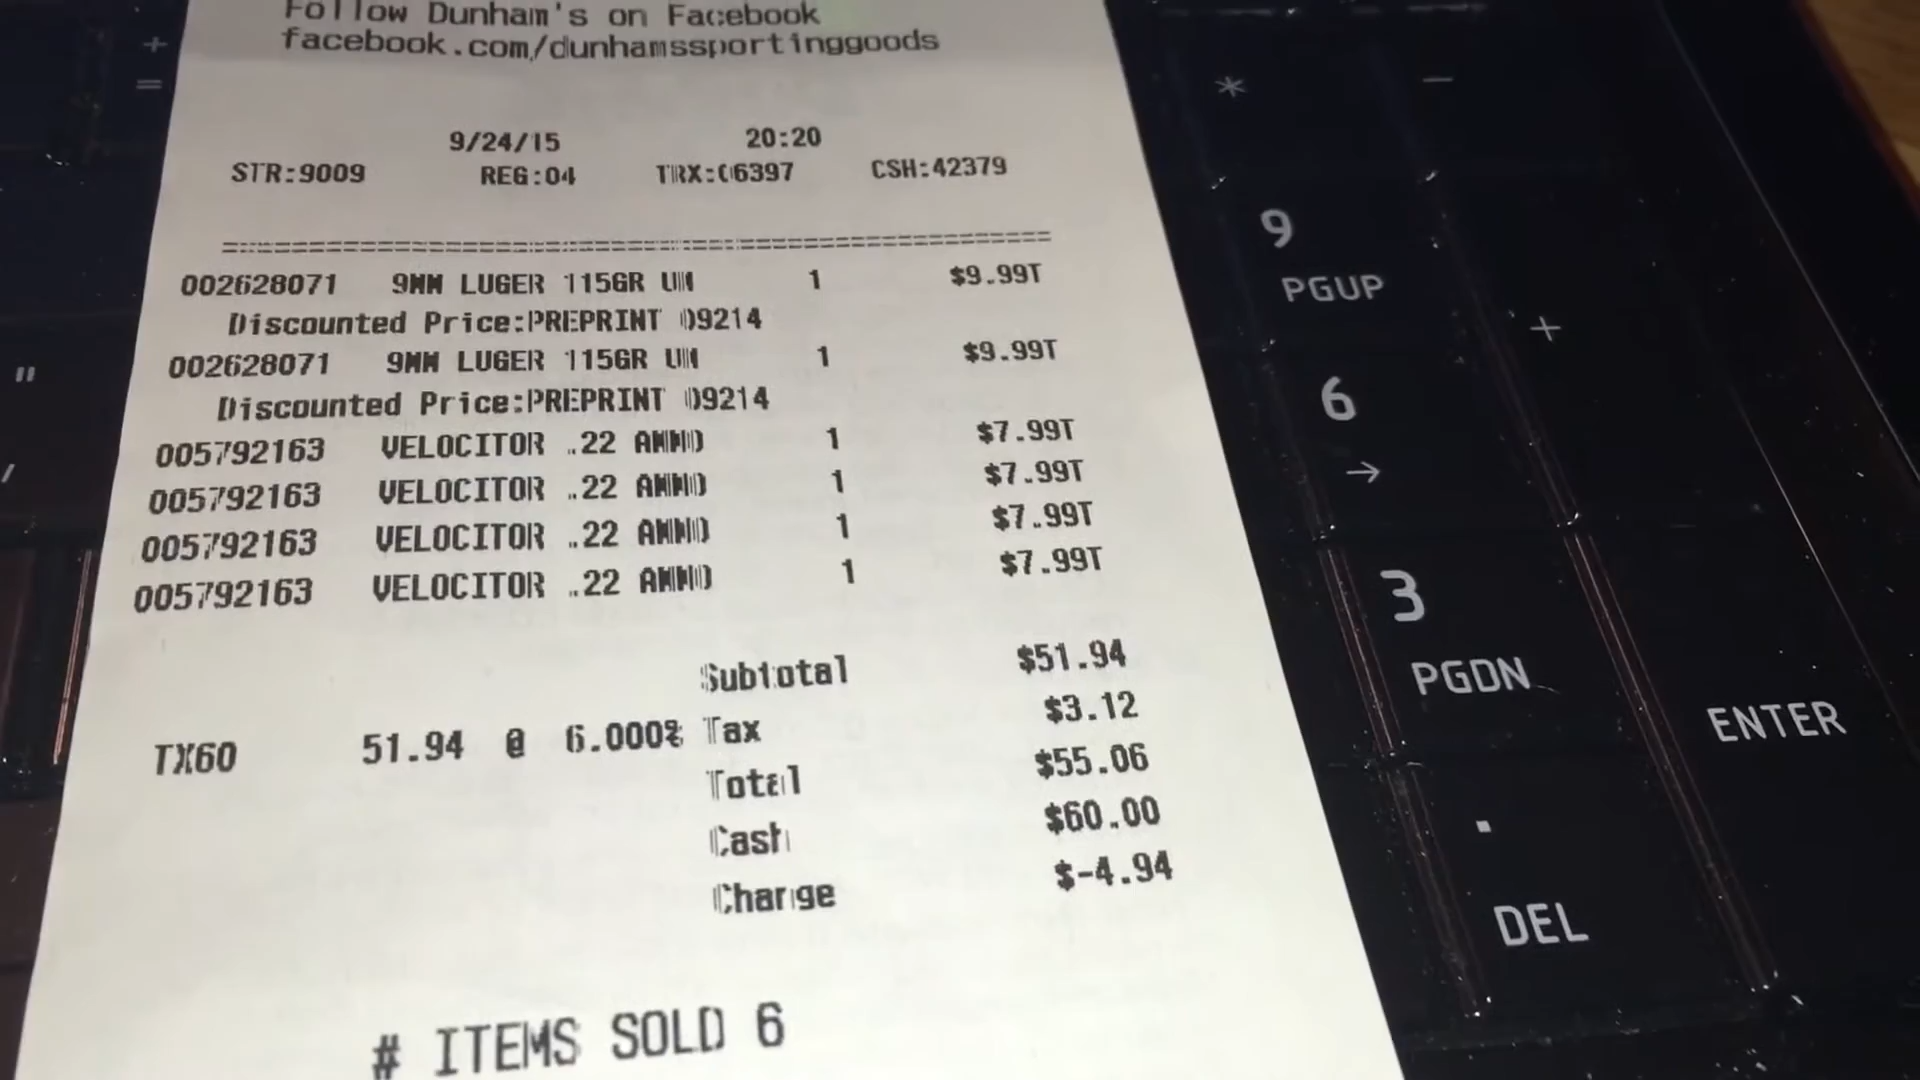 Follow Dunham's on Facebook
facebook.com/dunhamssportinggoods
9/24/15 20:20
STR:9009 REG:04 TRX:06397 CSH:42379
002628071 9MM LUGER 115GR UM 1 $9.99T
Discounted Price:PREPRINT 09214
002628071 9MM LUGER 115GR UM 1 $9.99T
Discounted Price:PREPRINT 09214
005792163 VELOCITOR .22 AMMO 1 $7.99T
005792163 VELOCITOR .22 AMMO 1 $7.99T
005792163 VELOCITOR .22 AMMO 1 $7.99T
005792163 VELOCITOR .22 AMMO 1 $7.99T
Subtotal $51.94
TX60 51.94 @ 6.000% Tax $3.12
Total $55.06
Cash $60.00
Change $-4.94
# ITEMS SOLD 6
+
=
"
/
* -
9
PGUP
+
6
→
3
PGDN
ENTER
.
DEL